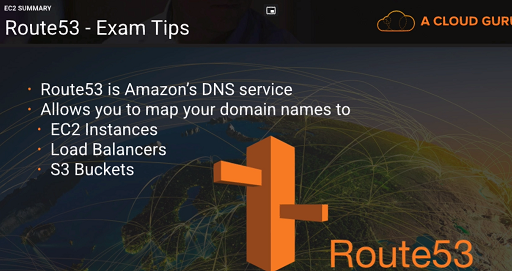 EC2 SUMMARY
Route53 - Exam Tips
A CLOUD GURU
• Route53 is Amazon's DNS service
• Allows you to map your domain names to
• EC2 Instances
• Load Balancers
• S3 Buckets
Route53